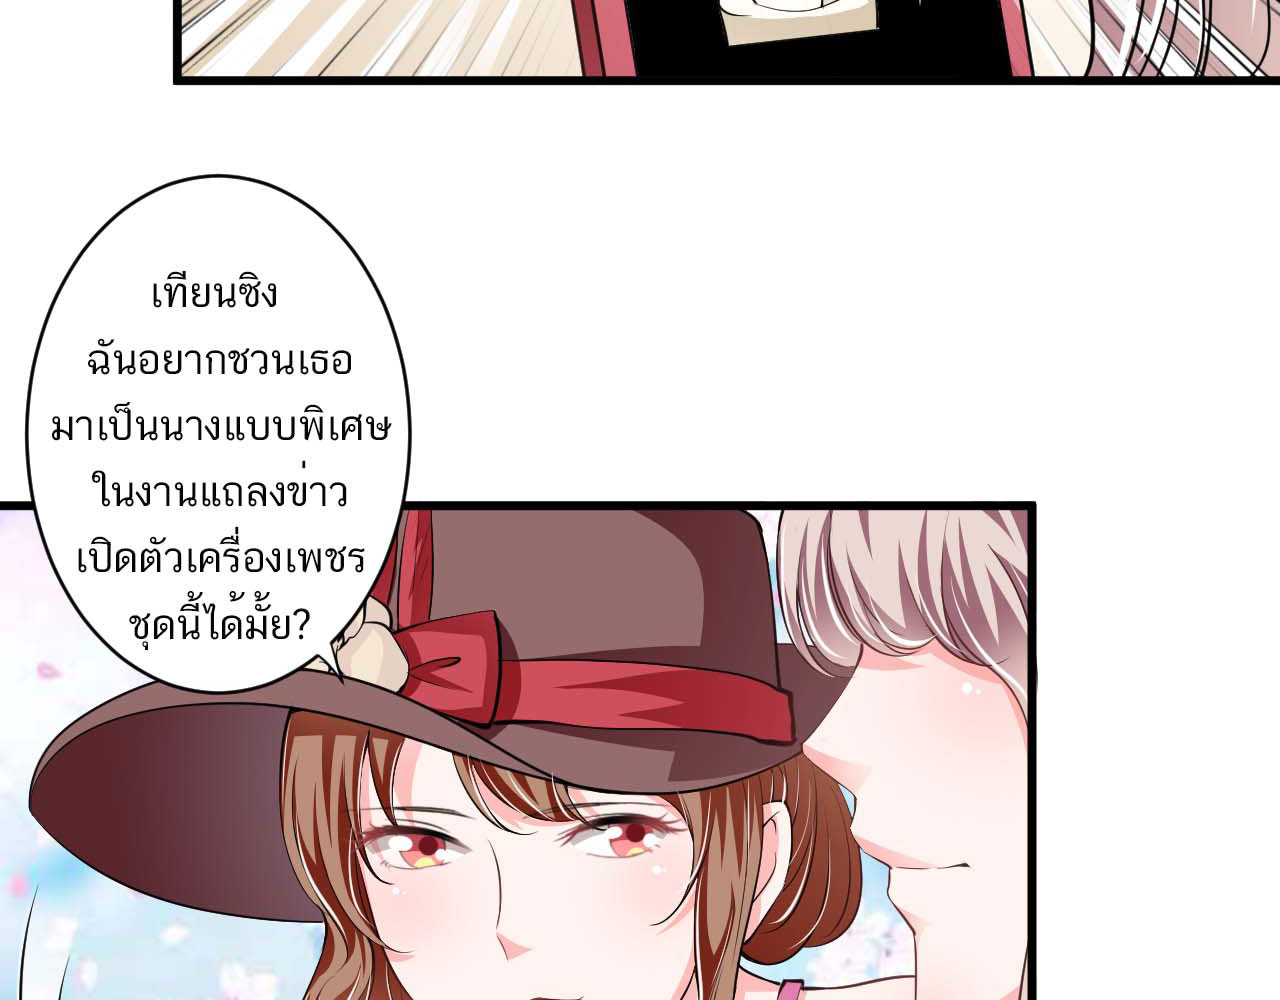 เทียนซิง
ฉันอยากชวนเธอ
มาเป็นนางแบบพิเศษ
ในงานแถลงข่าว
เปิดตัวเครื่องเพชร
ชุดนี้ได้มั้ย?